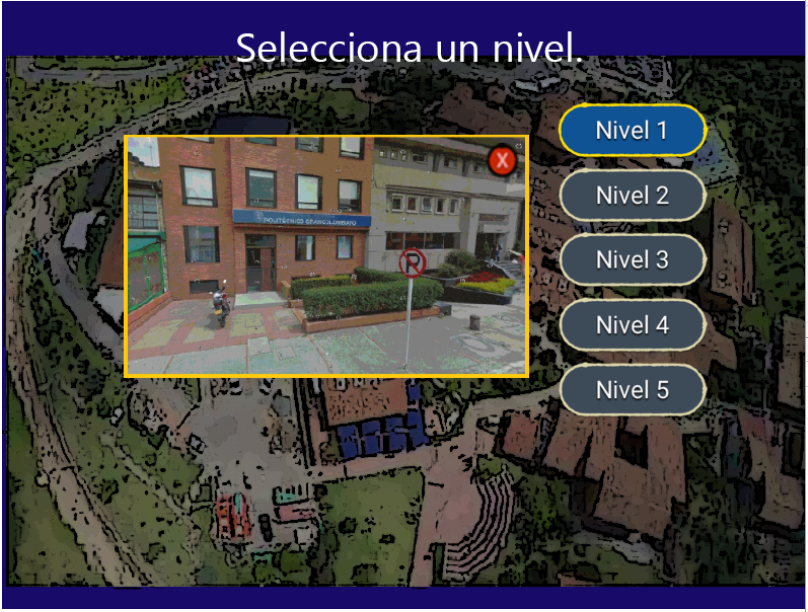 Selecciona un nivel.
Nivel 1
X
POLITÉCNICO GRANCOLOMBIANO
P
Nivel 2
Nivel 3
Nivel 4
Nivel 5